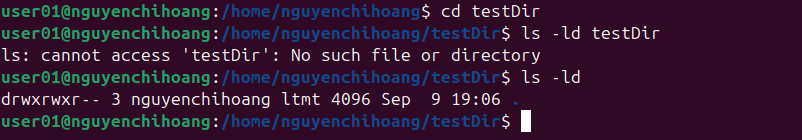 user01@nguyenchihoang:/home/nguyenchihoang$ cd testDir
user01@nguyenchihoang:/home/nguyenchihoang/testDir$ ls -ld testDir
ls: cannot access 'testDir': No such file or directory
user01@nguyenchihoang:/home/nguyenchihoang/testDir$ ls -ld
drwxrwxr-- 3 nguyenchihoang ltmt 4096 Sep  9 19:06 .
user01@nguyenchihoang:/home/nguyenchihoang/testDir$